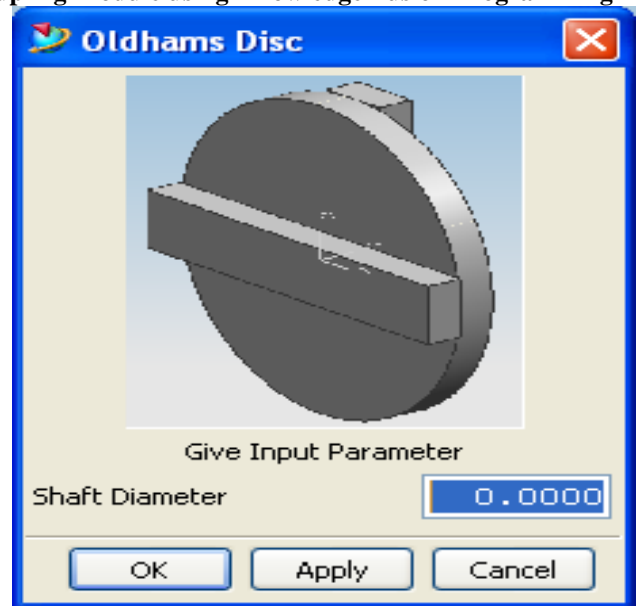 Oldhams Disc
Give Input Parameter
Shaft Diameter 0.0000
OK Apply Cancel